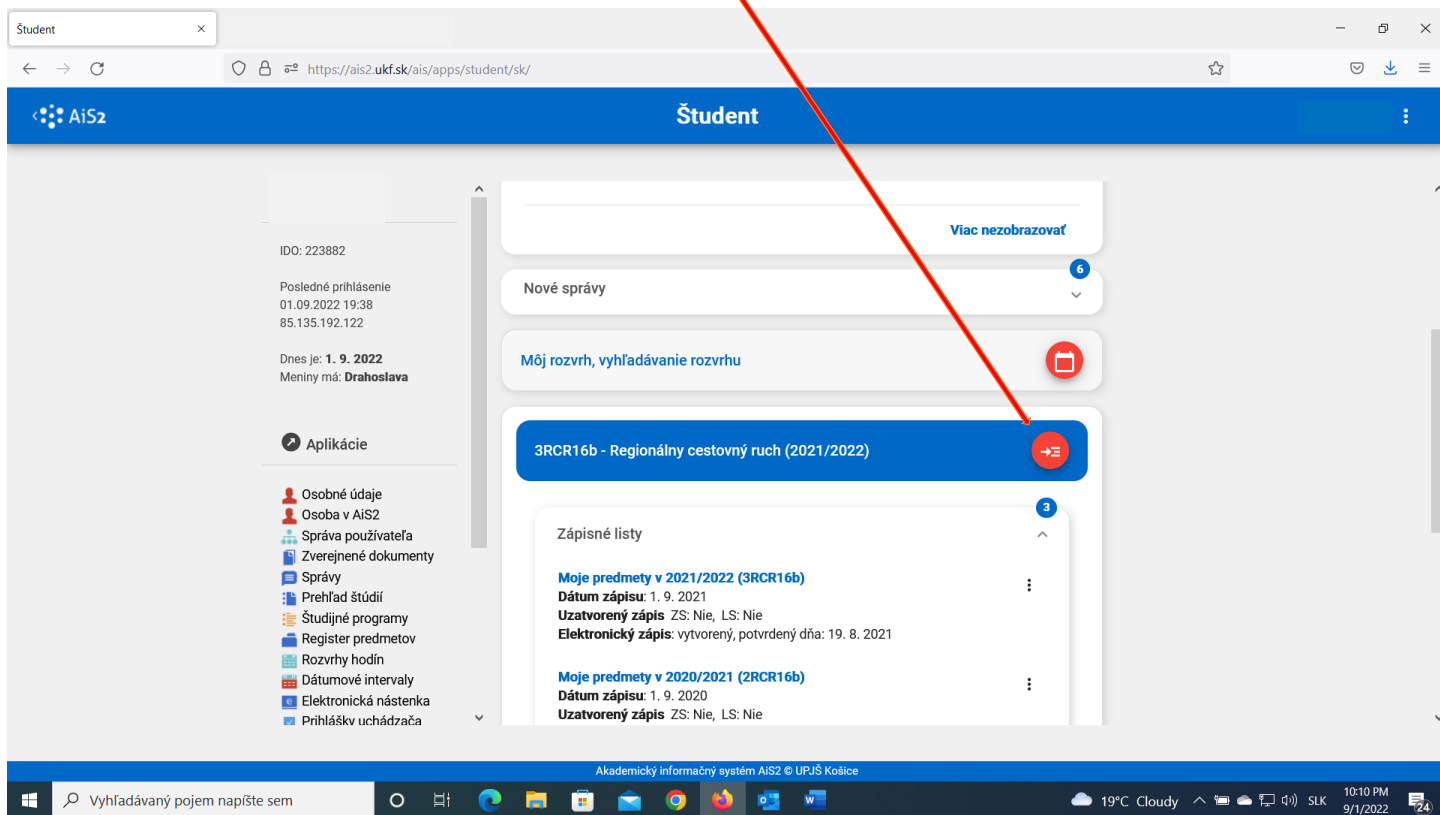 Študent
https://ais2.ukf.sk/ais/apps/student/sk/
AiS2
Študent
IDO: 223882
Posledné prihlásenie
01.09.2022 19:38
85.135.192.122
Dnes je: 1. 9. 2022
Meniny má: Drahoslava
Aplikácie
Osobné údaje
Osoba v AiS2
Správa používateľa
Zverejnené dokumenty
Správy
Prehľad štúdií
Študijné programy
Register predmetov
Rozvrhy hodín
Dátumové intervaly
Elektronická nástenka
Prihlášky uchádzača
Viac nezobrazovať
6
Nové správy
Môj rozvrh, vyhľadávanie rozvrhu
3RCR16b - Regionálny cestovný ruch (2021/2022)
3
Zápisné listy
Moje predmety v 2021/2022 (3RCR16b)
Dátum zápisu: 1. 9. 2021
Uzatvorený zápis ZS: Nie, LS: Nie
Elektronický zápis: vytvorený, potvrdený dňa: 19. 8. 2021
Moje predmety v 2020/2021 (2RCR16b)
Dátum zápisu: 1. 9. 2020
Uzatvorený zápis ZS: Nie, LS: Nie
Akademický informačný systém AiS2 © UPJŠ Košice
Vyhľadávaný pojem napíšte sem
19°C Cloudy
SLK
10:10 PM
9/1/2022
24